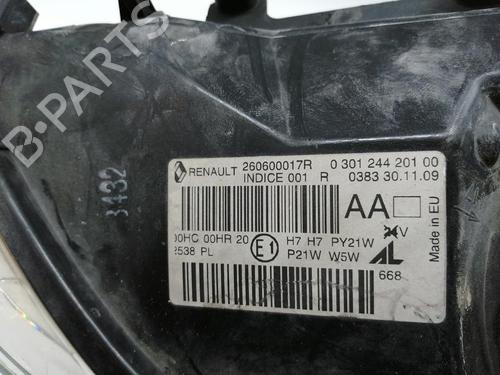 RENAULT 260600017R 0 301 244 201 00
INDICE 001 R 0383 30.11.09
AA
00HC 00HR 20 E1 H7 H7 PY21W 24V
2538 PL P21W W5W AL
668
Made in EU
3432
B-PARTS